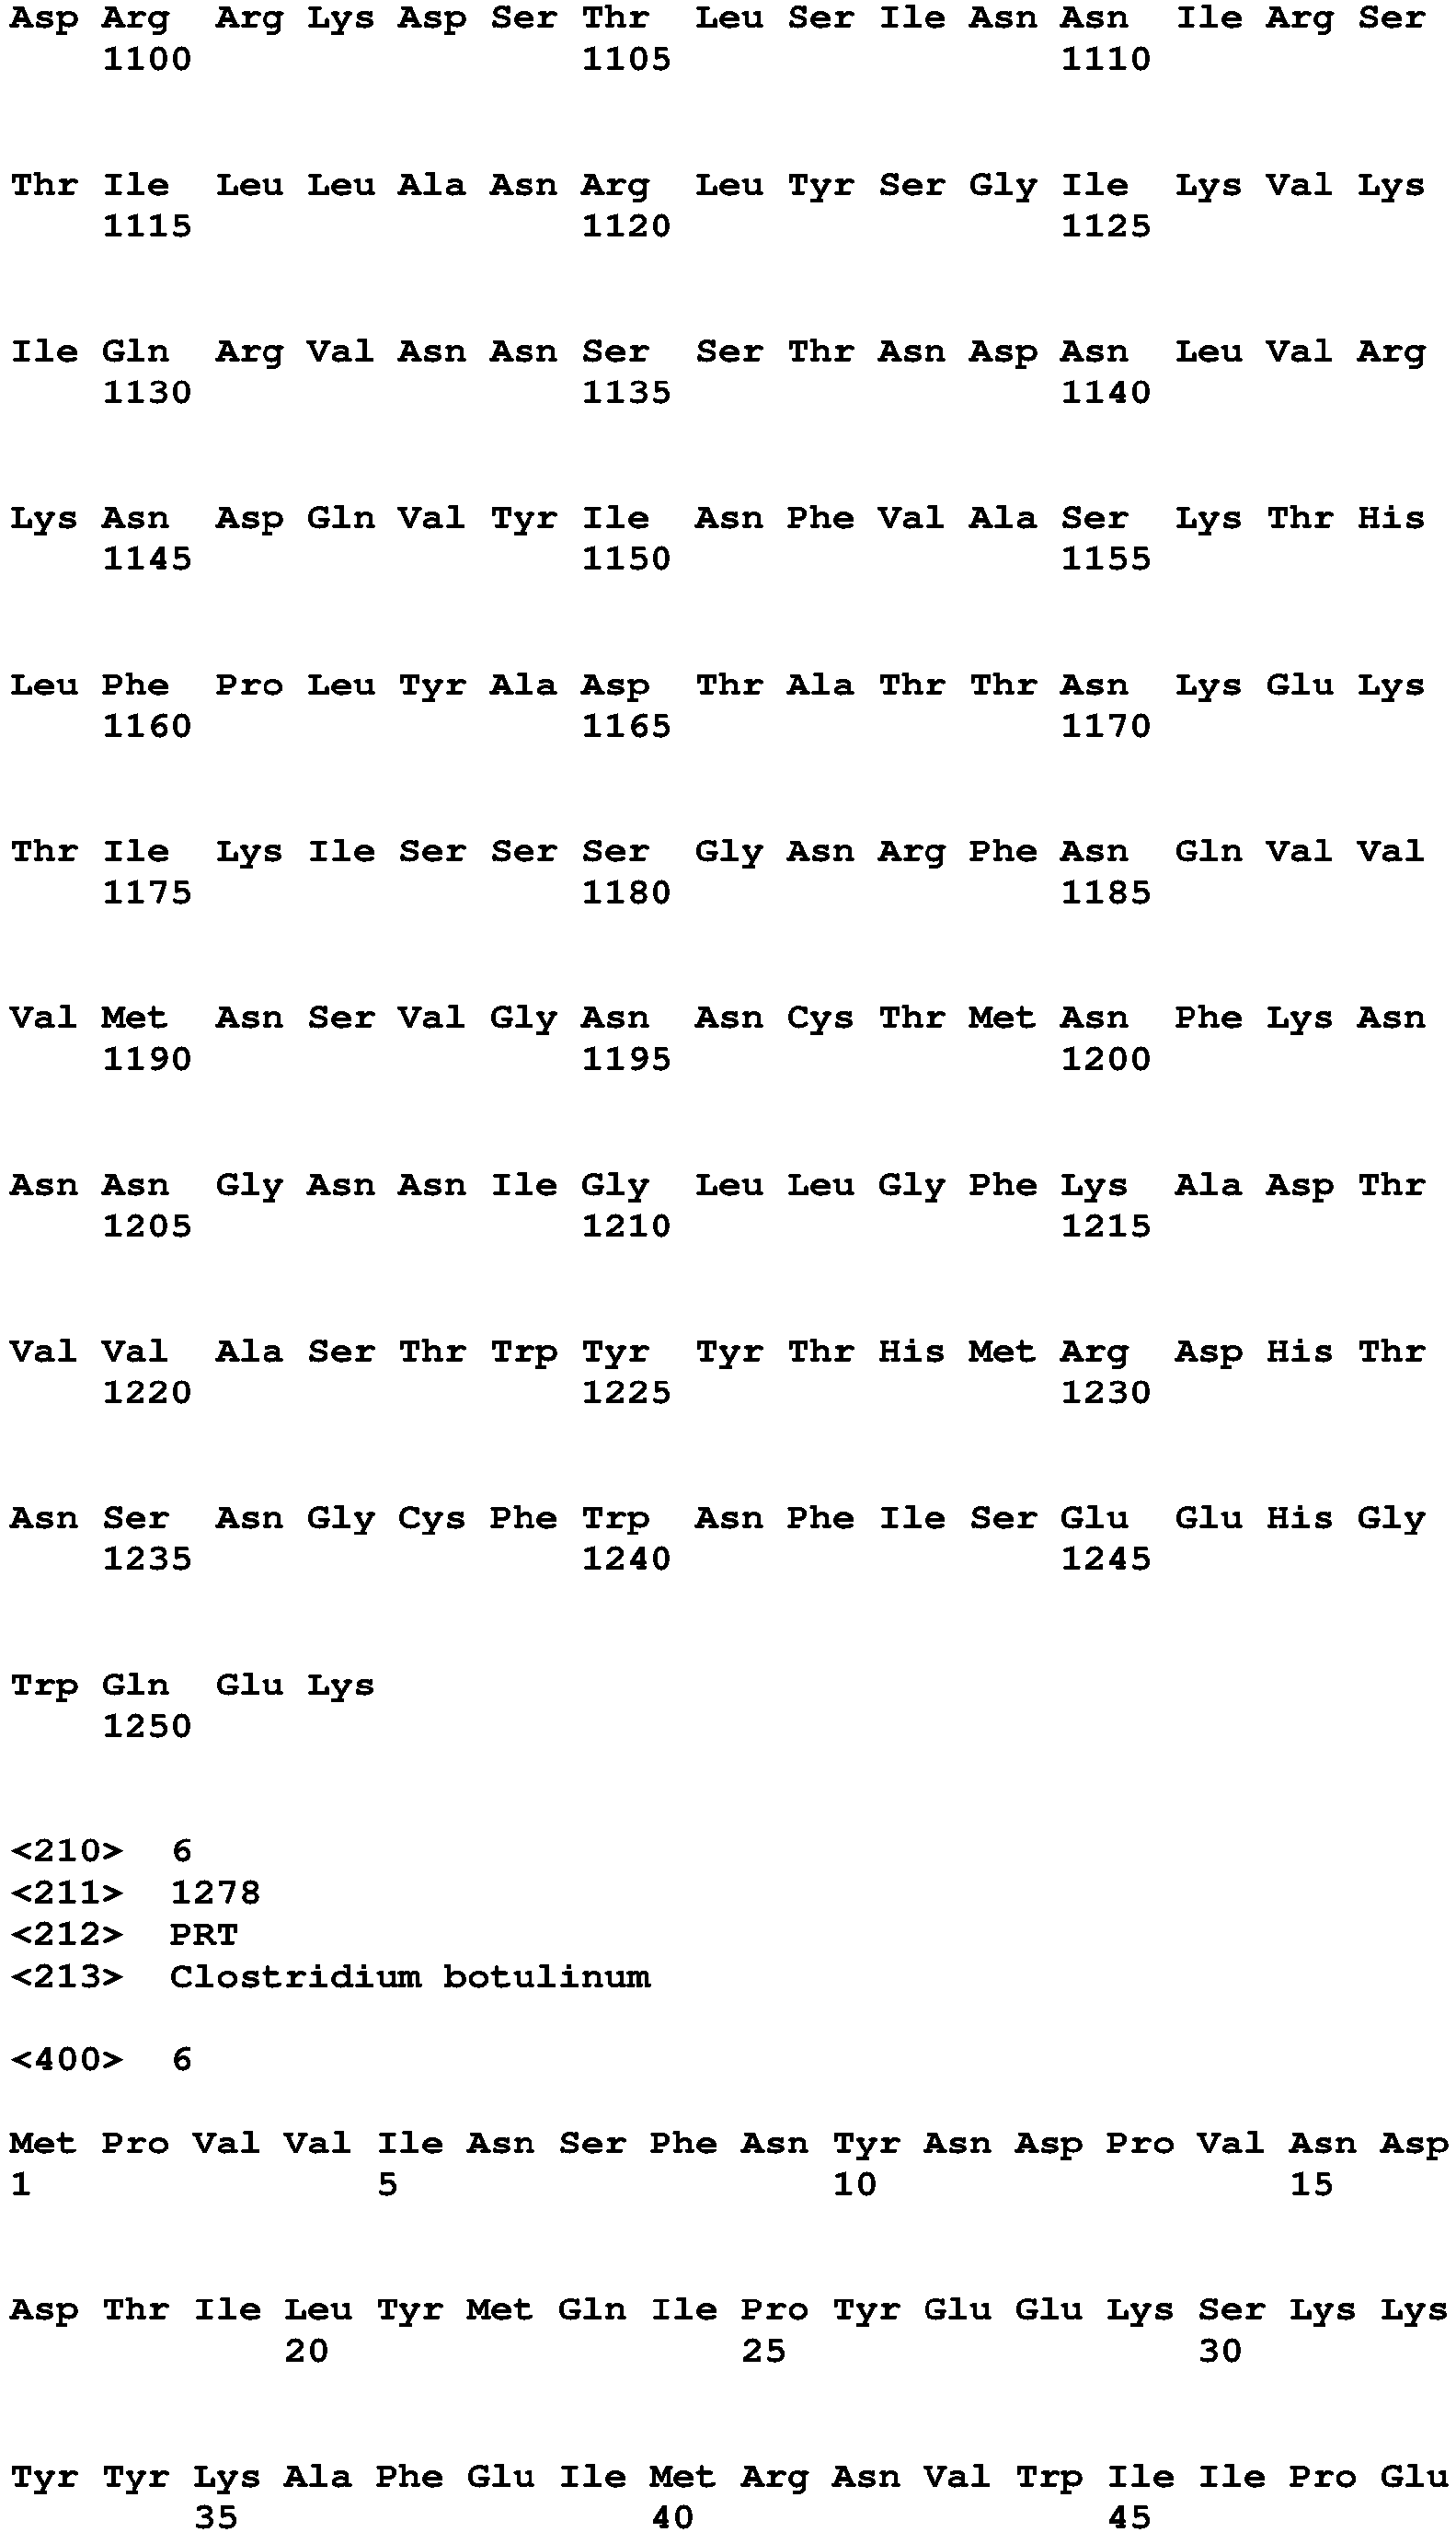 Asp Arg Arg Lys Asp Ser Thr Leu Ser Ile Asn Asn Ile Arg Ser
1100 1105 1110
Thr Ile Leu Leu Ala Asn Arg Leu Tyr Ser Gly Ile Lys Val Lys
1115 1120 1125
Ile Gln Arg Val Asn Asn Ser Ser Thr Asn Asp Asn Leu Val Arg
1130 1135 1140
Lys Asn Asp Gln Val Tyr Ile Asn Phe Val Ala Ser Lys Thr His
1145 1150 1155
Leu Phe Pro Leu Tyr Ala Asp Thr Ala Thr Thr Asn Lys Glu Lys
1160 1165 1170
Thr Ile Lys Ile Ser Ser Ser Gly Asn Arg Phe Asn Gln Val Val
1175 1180 1185
Val Met Asn Ser Val Gly Asn Asn Cys Thr Met Asn Phe Lys Asn
1190 1195 1200
Asn Asn Gly Asn Asn Ile Gly Leu Leu Gly Phe Lys Ala Asp Thr
1205 1210 1215
Val Val Ala Ser Thr Trp Tyr Tyr Thr His Met Arg Asp His Thr
1220 1225 1230
Asn Ser Asn Gly Cys Phe Trp Asn Phe Ile Ser Glu Glu His Gly
1235 1240 1245
Trp Gln Glu Lys
1250
<210> 6
<211> 1278
<212> PRT
<213> Clostridium botulinum
<400> 6
Met Pro Val Val Ile Asn Ser Phe Asn Tyr Asn Asp Pro Val Asn Asp
1 5 10 15
Asp Thr Ile Leu Tyr Met Gln Ile Pro Tyr Glu Glu Lys Ser Lys Lys
20 25 30
Tyr Tyr Lys Ala Phe Glu Ile Met Arg Asn Val Trp Ile Ile Pro Glu
35 40 45